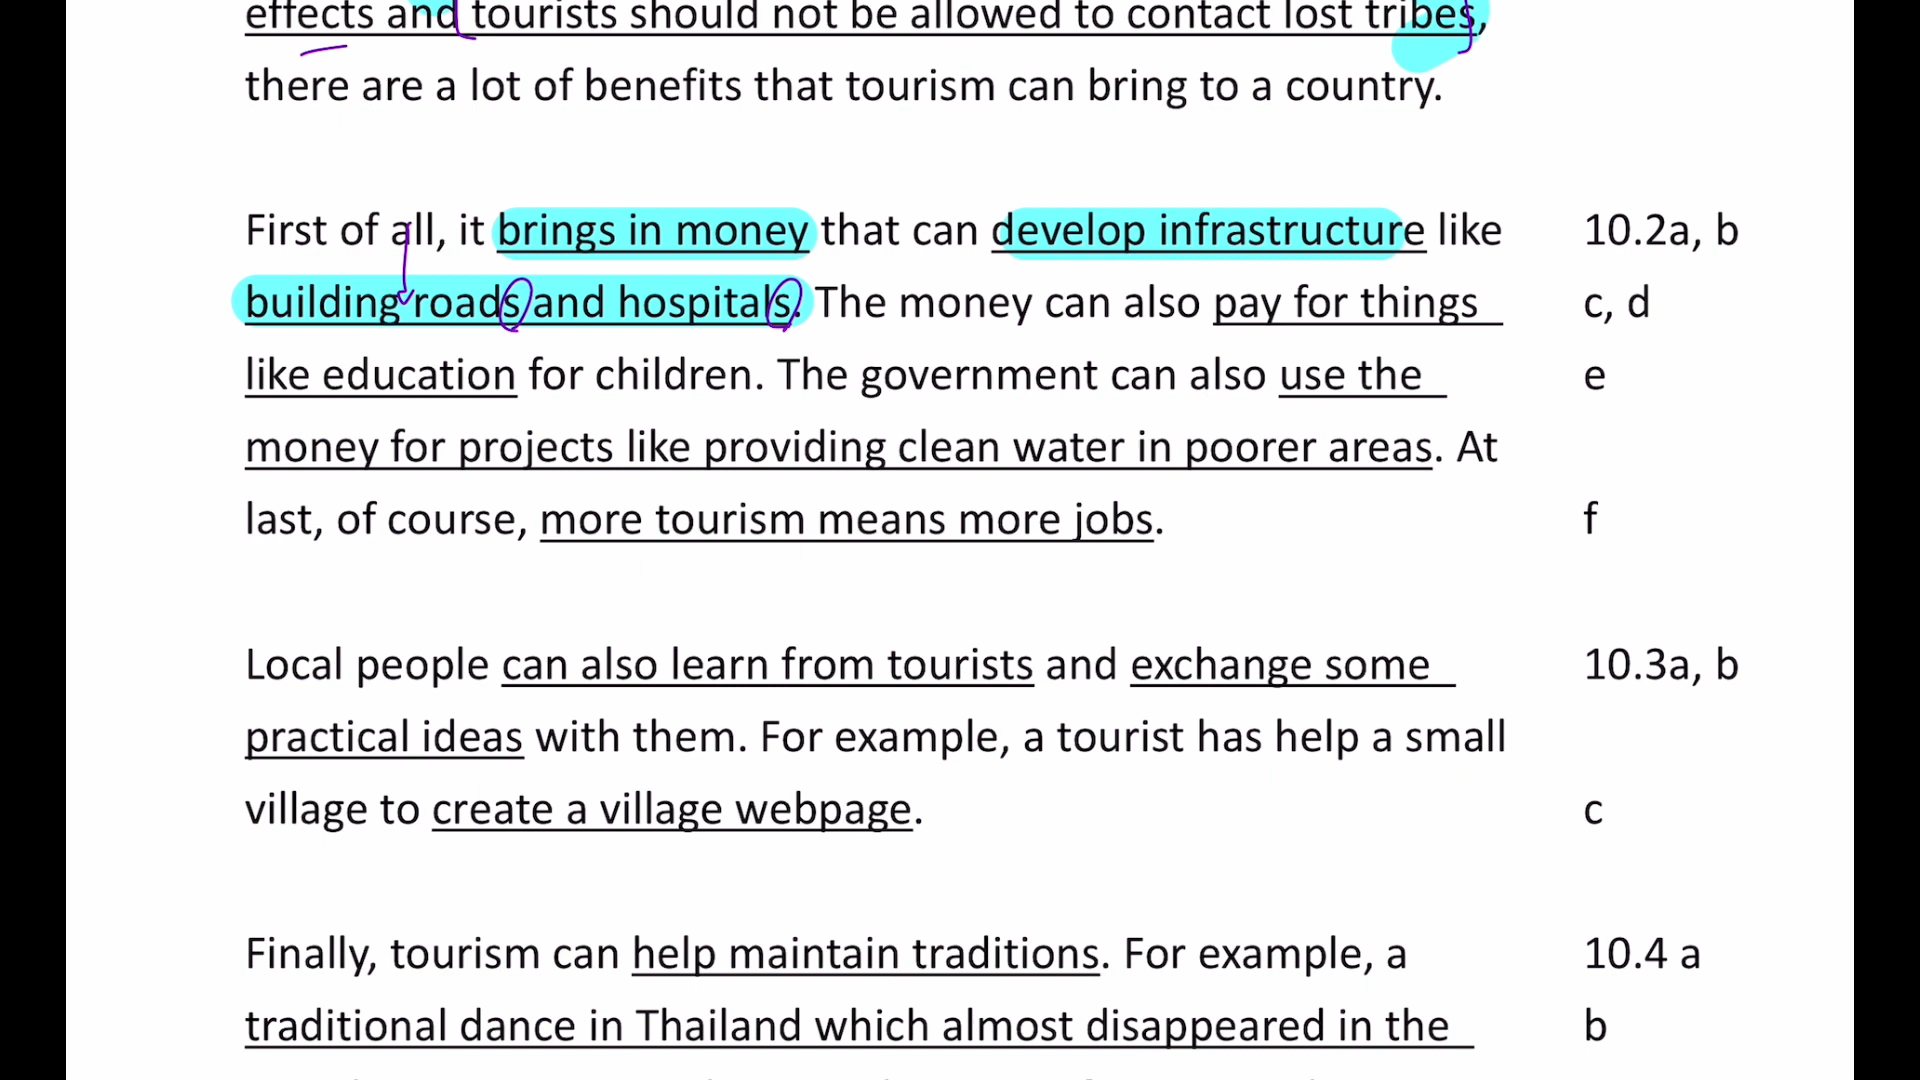 effects and tourists should not be allowed to contact lost tribes,
there are a lot of benefits that tourism can bring to a country.
First of all, it brings in money that can develop infrastructure like 10.2a, b
building roads and hospitals. The money can also pay for things c, d
like education for children. The government can also use the e
money for projects like providing clean water in poorer areas. At
last, of course, more tourism means more jobs. f
Local people can also learn from tourists and exchange some 10.3a, b
practical ideas with them. For example, a tourist has help a small
village to create a village webpage. c
Finally, tourism can help maintain traditions. For example, a 10.4 a
traditional dance in Thailand which almost disappeared in the b